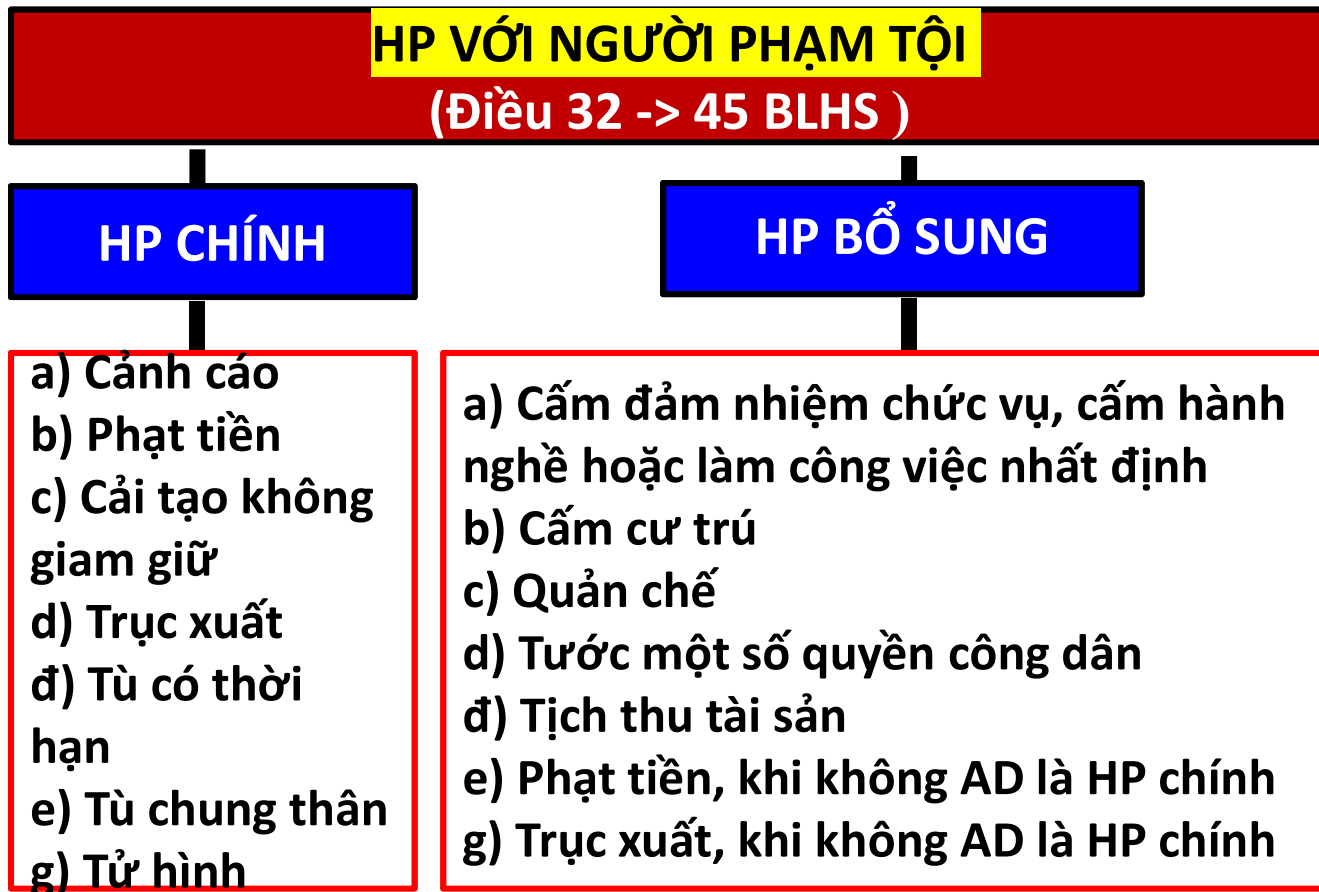 HP VỚI NGƯỜI PHẠM TỘI
(Điều 32 -> 45 BLHS )
HP CHÍNH
HP BỔ SUNG
a) Cảnh cáo
b) Phạt tiền
c) Cải tạo không
giam giữ
d) Trục xuất
đ) Tù có thời
hạn
e) Tù chung thân
g) Tử hình
a) Cấm đảm nhiệm chức vụ, cấm hành
nghề hoặc làm công việc nhất định
b) Cấm cư trú
c) Quản chế
d) Tước một số quyền công dân
đ) Tịch thu tài sản
e) Phạt tiền, khi không AD là HP chính
g) Trục xuất, khi không AD là HP chính